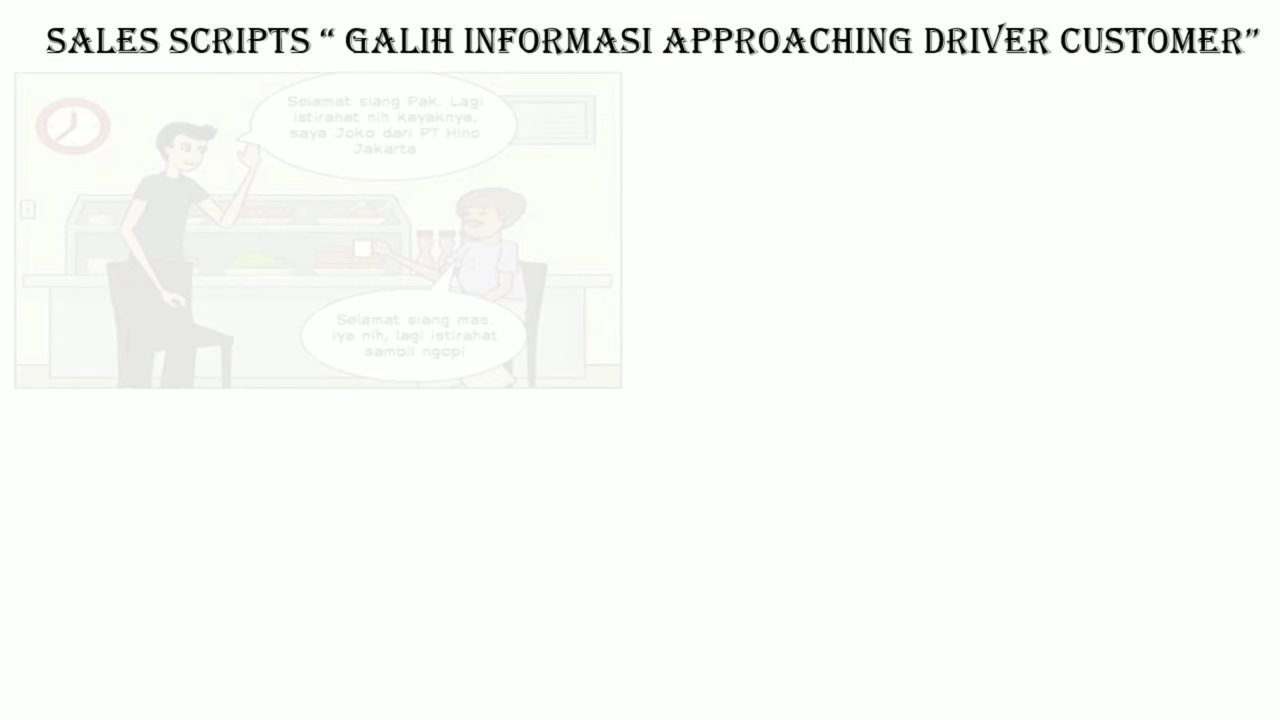 SALES SCRIPTS “ GALIH INFORMASI APPROACHING DRIVER CUSTOMER”
Selamat siang Pak. Lagi
istirahat nih kayaknya,
saya Joko dari PT Hino
Jakarta
Selamat siang mas.
iya nih, lagi istirahat
sambil ngopi